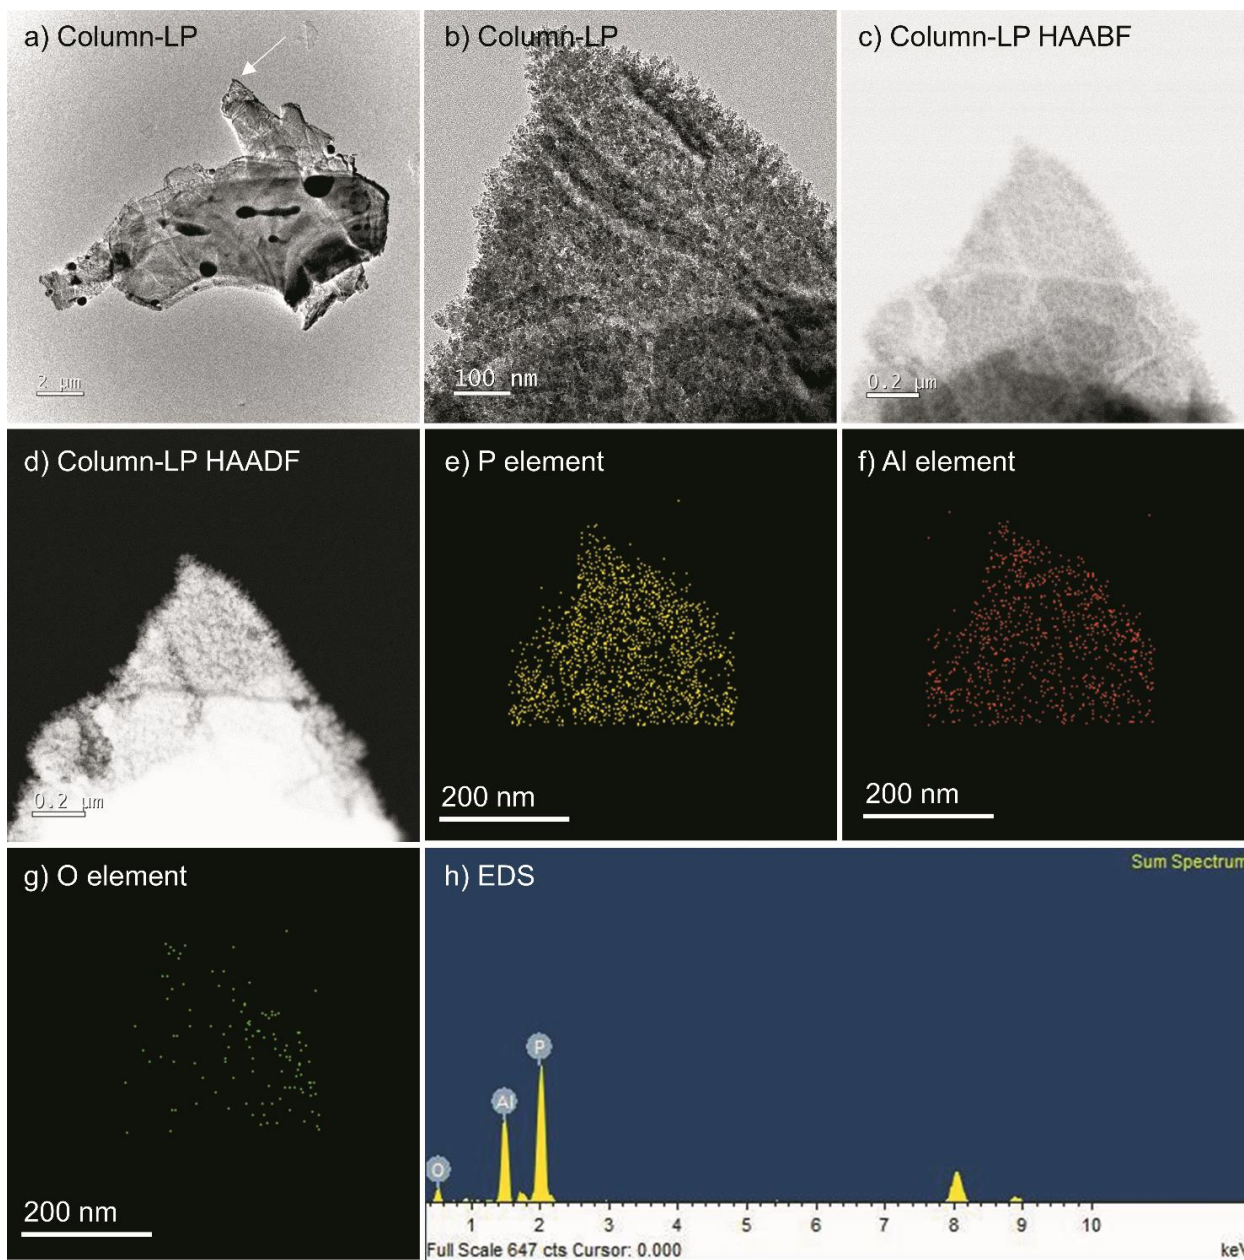 a) Column-LP
2 μm
b) Column-LP
100 nm
c) Column-LP HAABF
0.2 μm
d) Column-LP HAADF
0.2 μm
e) P element
200 nm
f) Al element
200 nm
g) O element
200 nm
h) EDS
Sum Spectrum
P
Al
O
1 2 3 4 5 6 7 8 9 10
Full Scale 647 cts Cursor: 0.000
keV